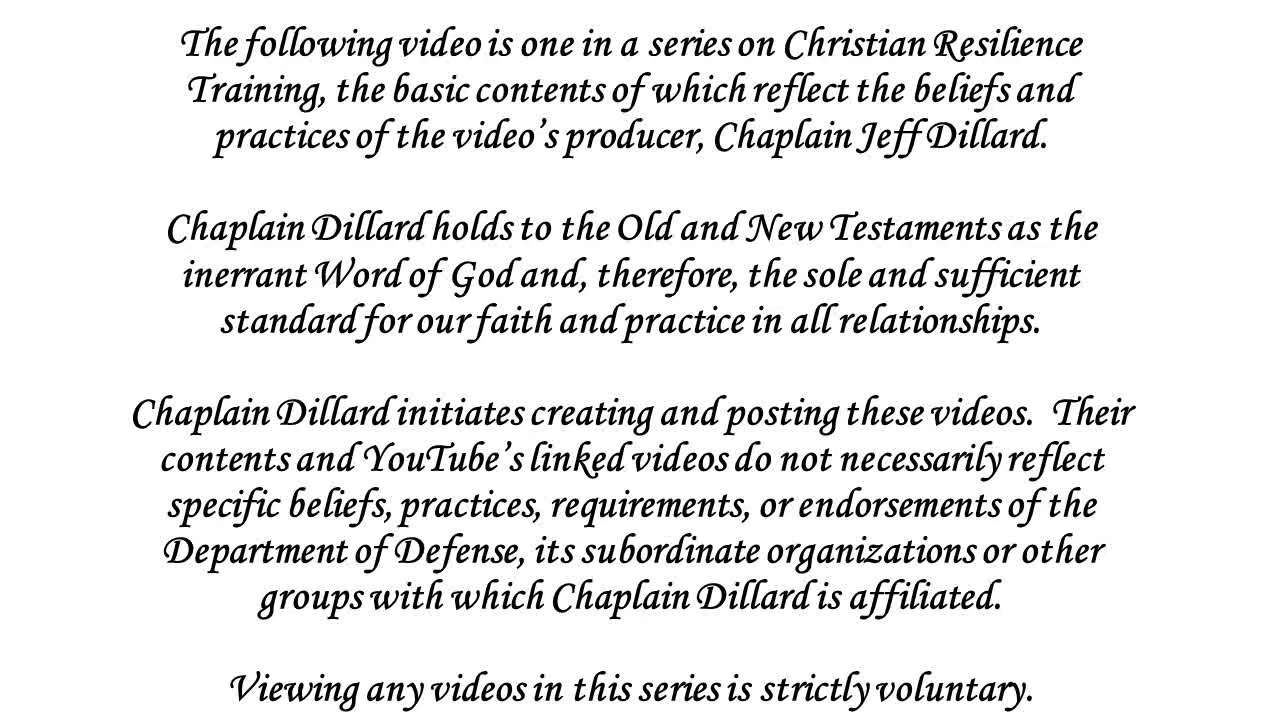 The following video is one in a series on Christian Resilience
Training, the basic contents of which reflect the beliefs and
practices of the video’s producer, Chaplain Jeff Dillard.
Chaplain Dillard holds to the Old and New Testaments as the
inerrant Word of God and, therefore, the sole and sufficient
standard for our faith and practice in all relationships.
Chaplain Dillard initiates creating and posting these videos.  Their
contents and YouTube’s linked videos do not necessarily reflect
specific beliefs, practices, requirements, or endorsements of the
Department of Defense, its subordinate organizations or other
groups with which Chaplain Dillard is affiliated.
Viewing any videos in this series is strictly voluntary.